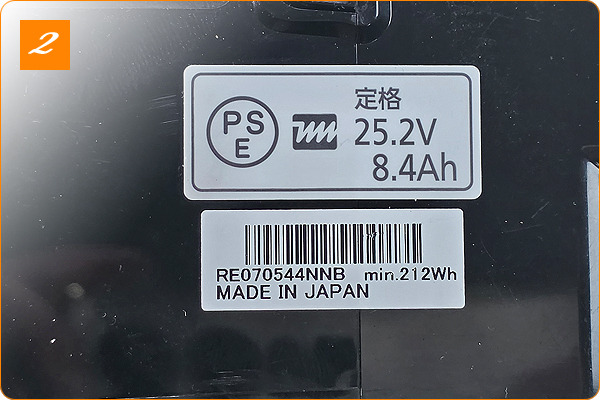 2
PSE
定格
25.2V
8.4Ah
RE070544NNB min.212Wh
MADE IN JAPAN